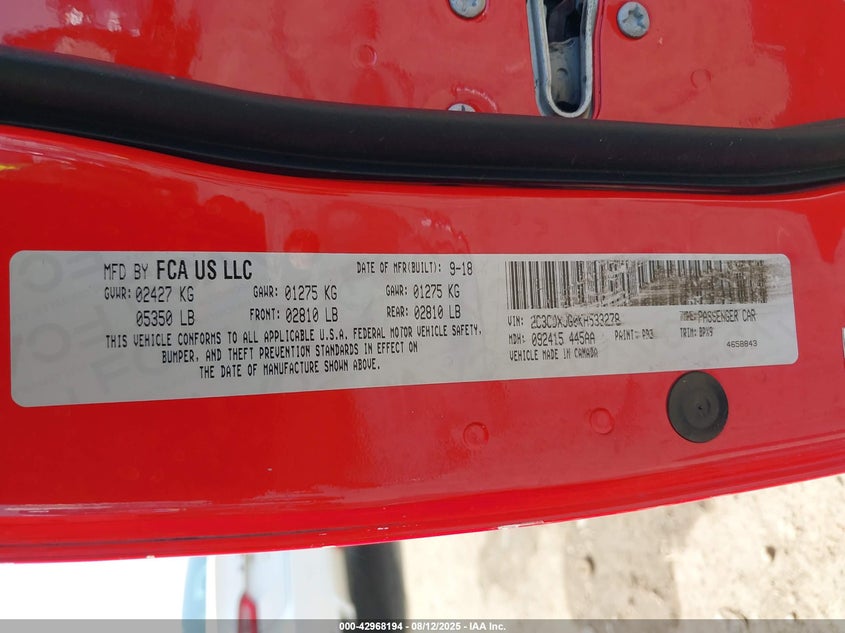 MFD BY FCA US LLC DATE OF MFR(BUILT): 9-18
GVWR: 02427 KG GAWR: 01275 KG GAWR: 01275 KG
05350 LB FRONT: 02810 LB REAR: 02810 LB
THIS VEHICLE CONFORMS TO ALL APPLICABLE U.S.A. FEDERAL MOTOR VEHICLE SAFETY,
BUMPER, AND THEFT PREVENTION STANDARDS IN EFFECT ON
THE DATE OF MANUFACTURE SHOWN ABOVE.
VIN: 2C3CDXJG0KH533278 TYPE: PASSENGER CAR
MDH: 092415 445AA PAINT: TRIM: BPX9
VEHICLE MADE IN CANADA 4658843
000-42968194 - 08/12/2025 - IAA Inc.